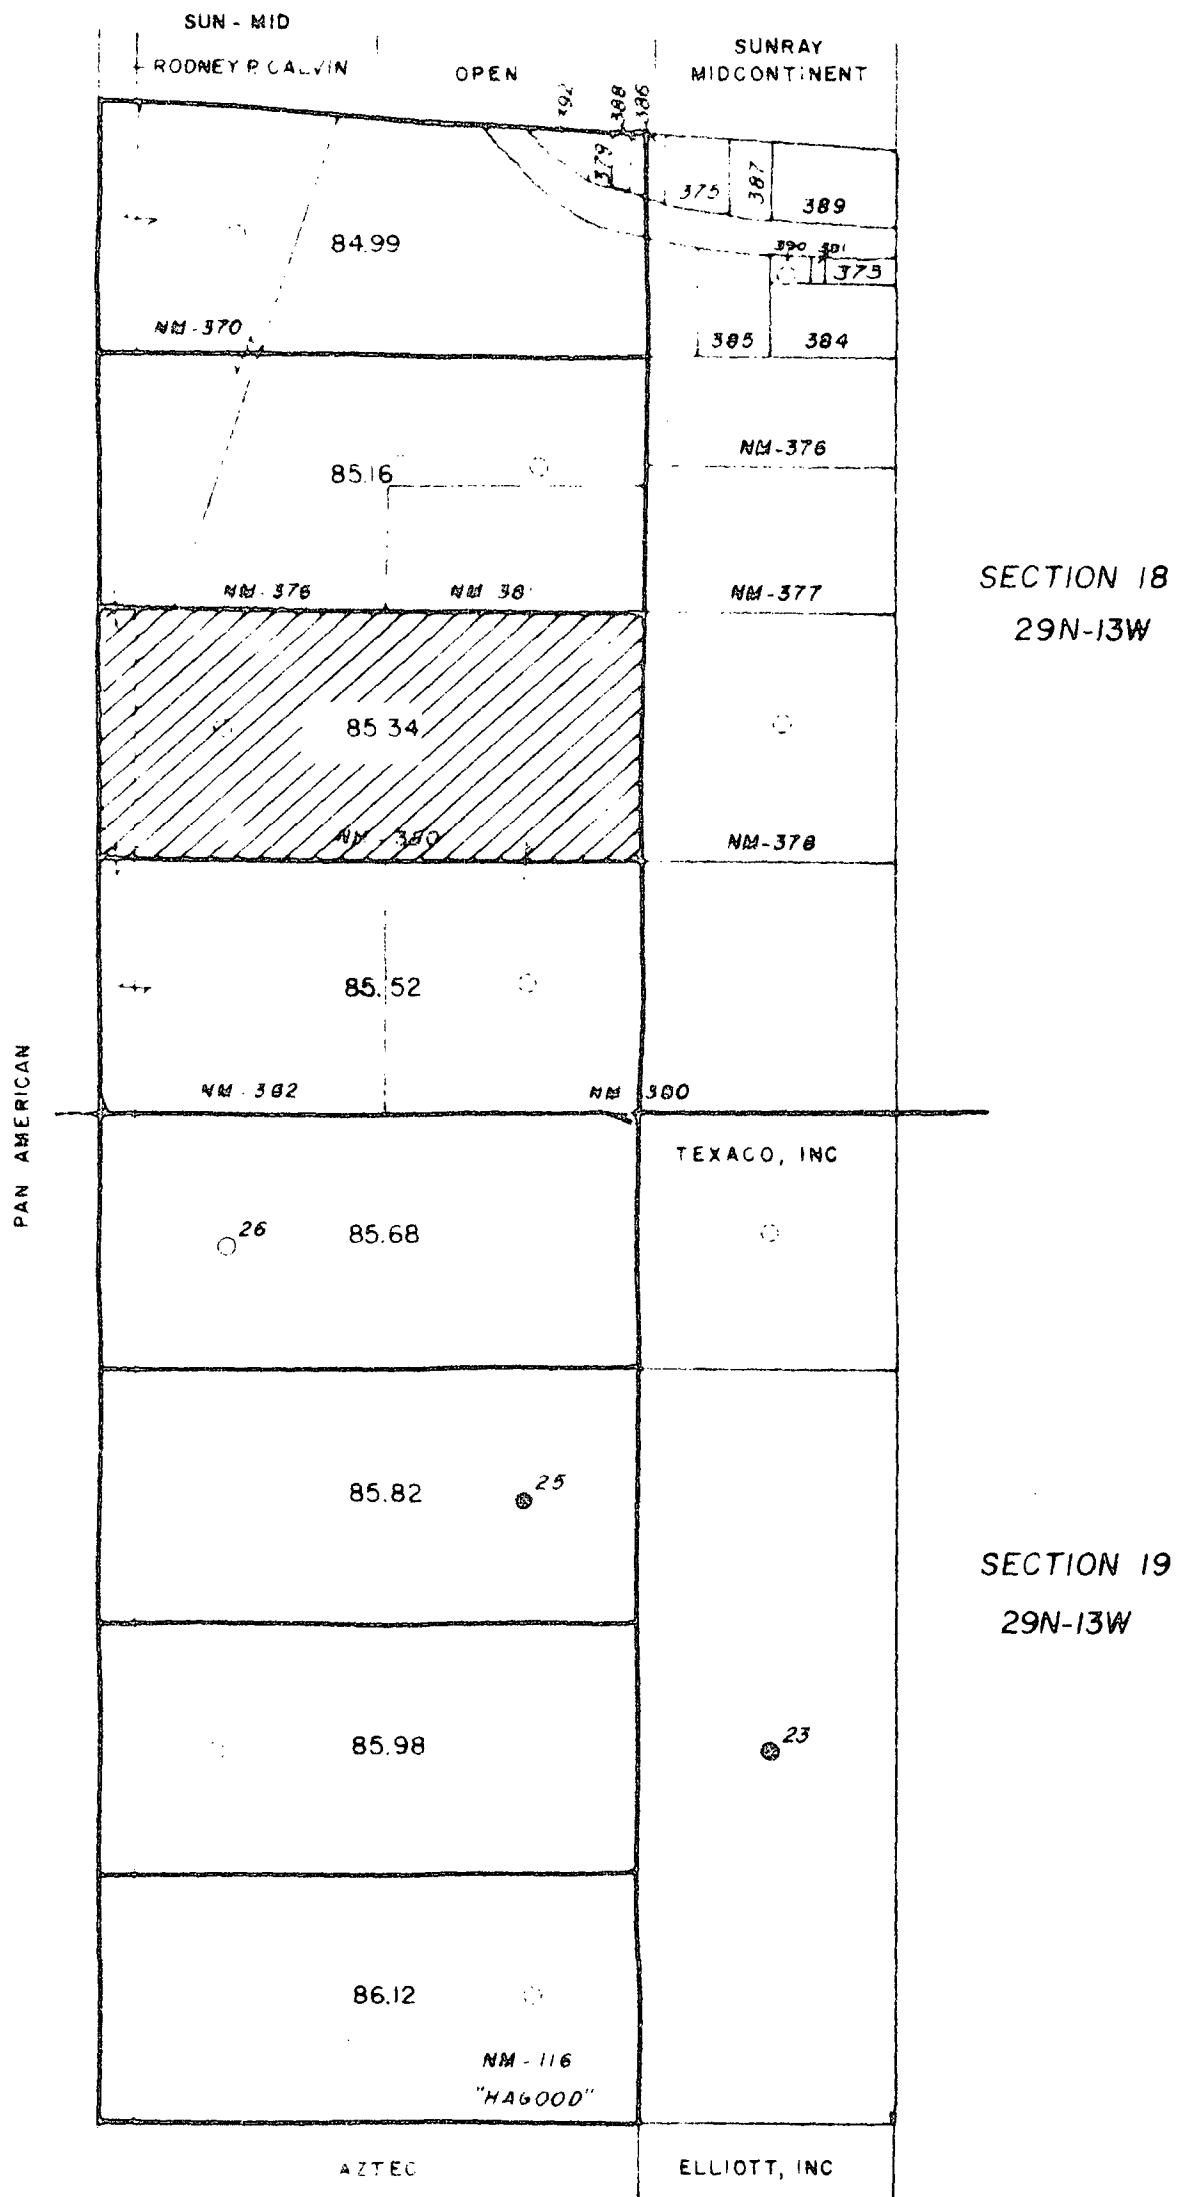 SUN - MID
RODNEY P. CALVIN
OPEN
SUNRAY
MIDCONTINENT
392
388
386
379
375
387
389
84.99
390
381
373
NM-370
385
384
85.16
NM-376
NM-376
NM 38
NM-377
SECTION 18
29N-13W
85.34
NM-380
NM-378
85.52
PAN AMERICAN
NM-382
NM 380
TEXACO, INC
26
85.68
85.82
25
SECTION 19
29N-13W
85.98
23
86.12
NM-116
"HAGOOD"
AZTEC
ELLIOTT, INC